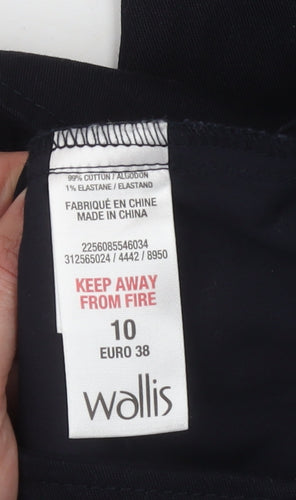 99% COTTON / ALGODON
1% ELASTANE / ELASTANO
FABRIQUÉ EN CHINE
MADE IN CHINA
2256085546034
312565024 / 4442 / 8950
KEEP AWAY
FROM FIRE
10
EURO 38
wallis